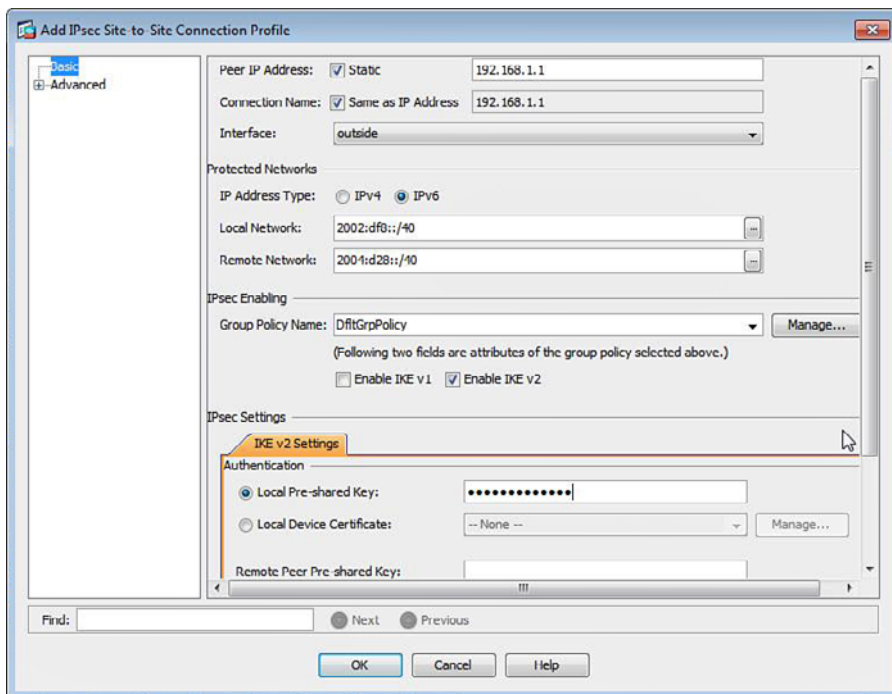 Add IPsec Site-to-Site Connection Profile
Basic
Advanced
Peer IP Address: Static 192.168.1.1
Connection Name: Same as IP Address 192.168.1.1
Interface: outside
Protected Networks
IP Address Type: IPv4 IPv6
Local Network: 2002:df8::/40
Remote Network: 2004:d28::/40
IPsec Enabling
Group Policy Name: DfltGrpPolicy Manage...
(Following two fields are attributes of the group policy selected above.)
Enable IKE v1 Enable IKE v2
IPsec Settings
IKE v2 Settings
Authentication
Local Pre-shared Key: •••••••••••••
Local Device Certificate: -- None -- Manage...
Remote Peer Pre-shared Key:
Find: Next Previous
OK Cancel Help